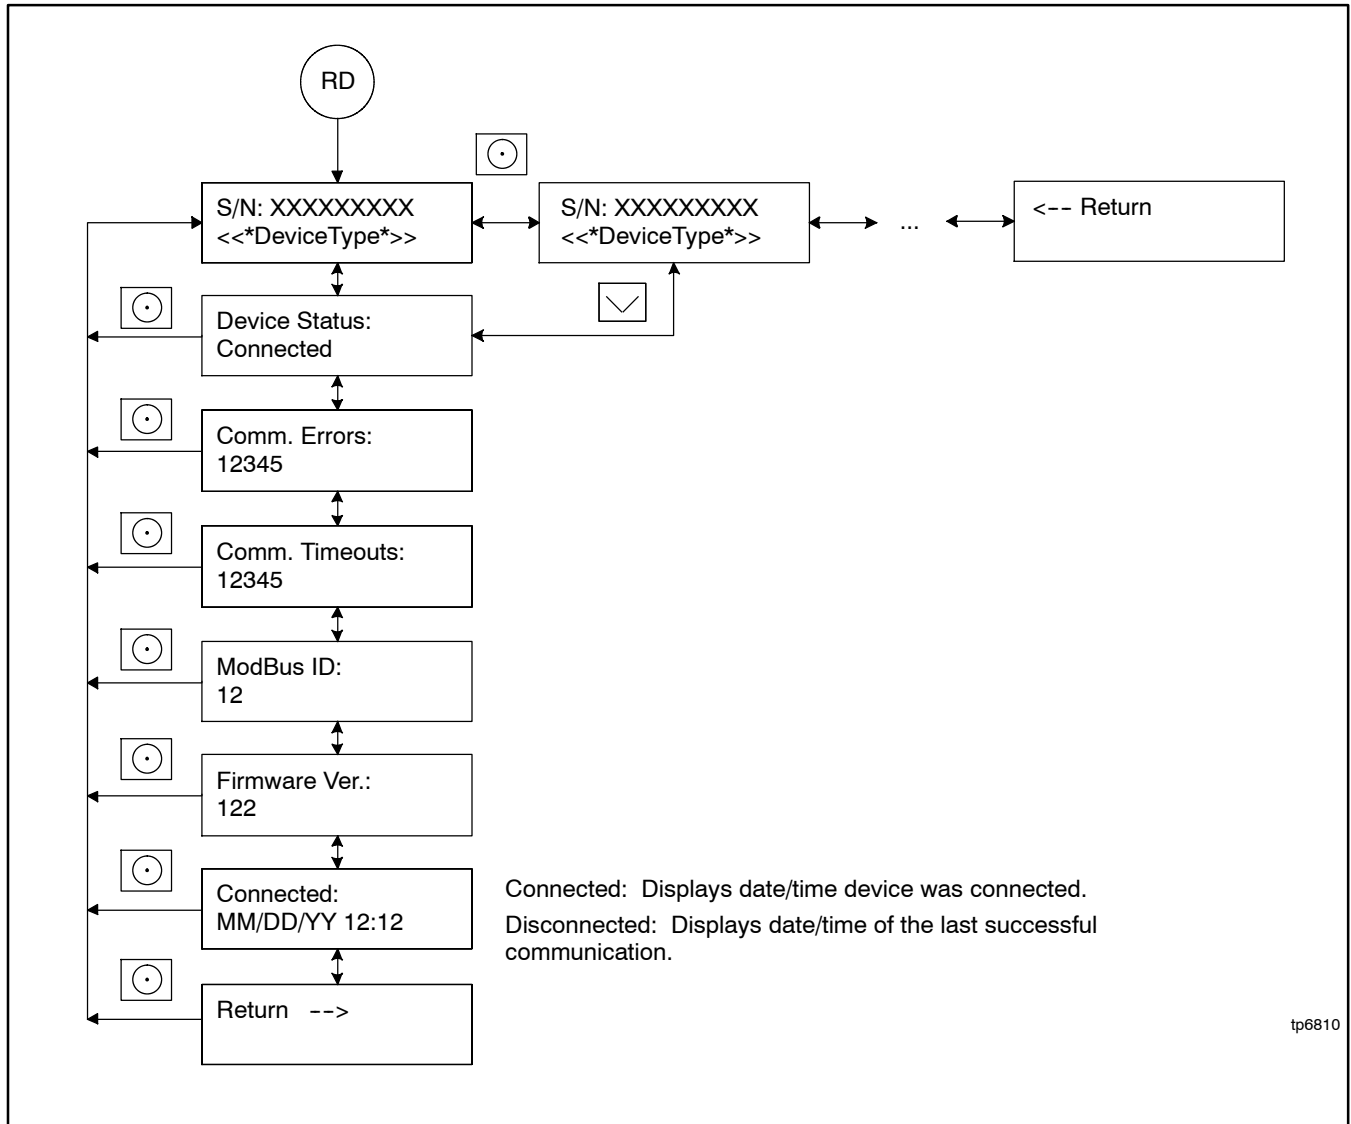 RD
S/N: XXXXXXXXX
<<*DeviceType*>>
S/N: XXXXXXXXX
<<*DeviceType*>>
...
<-- Return
Device Status:
Connected
Comm. Errors:
12345
Comm. Timeouts:
12345
ModBus ID:
12
Firmware Ver.:
122
Connected:
MM/DD/YY 12:12
Connected: Displays date/time device was connected.
Disconnected: Displays date/time of the last successful
communication.
Return -->
tp6810